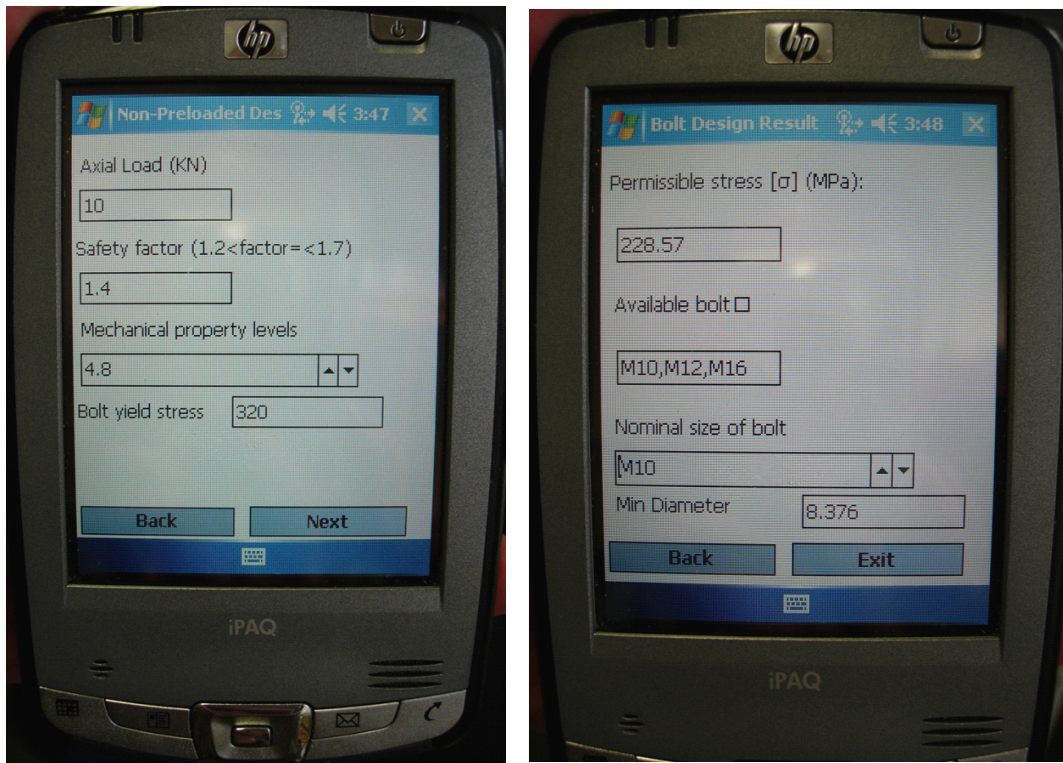 hp
Non-Preloaded Des 3:47
Axial Load (KN)
10
Safety factor (1.2<factor=<1.7)
1.4
Mechanical property levels
4.8
Bolt yield stress 320
Back Next
iPAQ
hp
Bolt Design Result 3:48
Permissible stress [σ] (MPa):
228.57
Available bolt□
M10,M12,M16
Nominal size of bolt
M10
Min Diameter 8.376
Back Exit
iPAQ